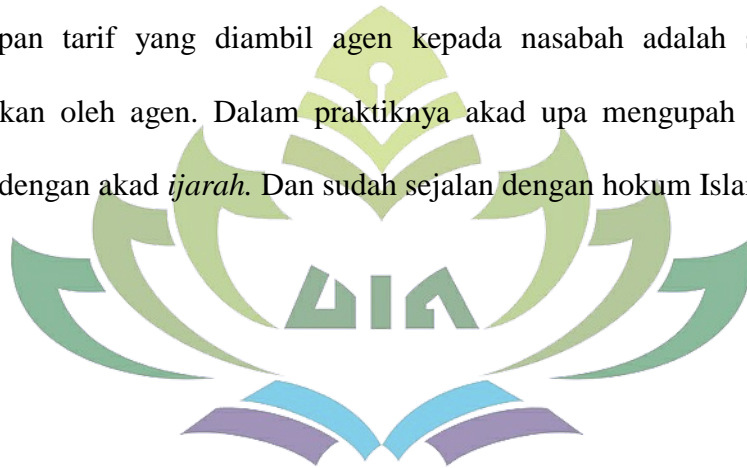 pan tarif yang diambil agen kepada nasabah adalah s
kan oleh agen. Dalam praktiknya akad upa mengupah
dengan akad ijarah. Dan sudah sejalan dengan hokum Isla
UIN